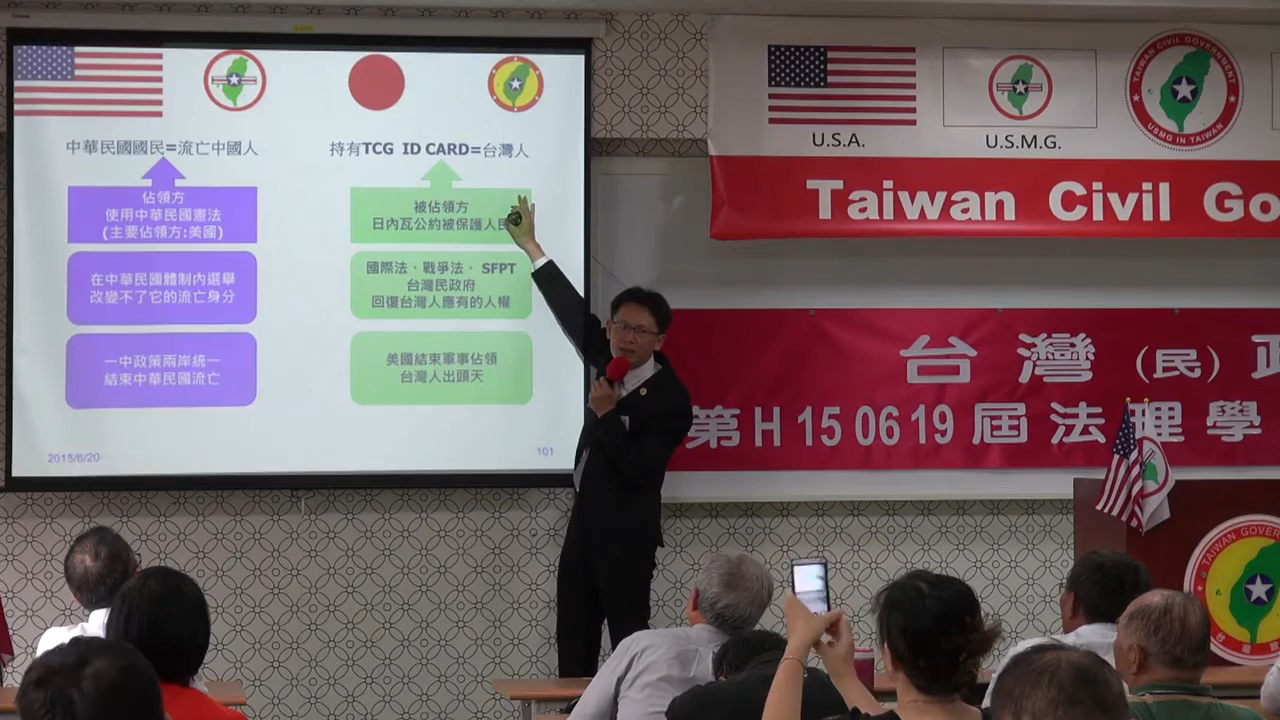 中華民國國民=流亡中國人
佔領方
使用中華民國憲法
(主要佔領方:美國)
在中華民國體制內選舉
改變不了它的流亡身分
一中政策兩岸統一
結束中華民國流亡
持有TCG ID CARD=台灣人
被佔領方
日內瓦公約被保護人民
國際法、戰爭法、 SFPT
台灣民政府
回復台灣人應有的人權
美國結束軍事佔領
台灣人出頭天
2015/6/20
101
U.S.A.
U.S.M.G.
TAIWAN CIVIL GOVERNMENT
USMG IN TAIWAN
Taiwan Civil Go
台灣(民)政
第H150619屆法理學
TAIWAN